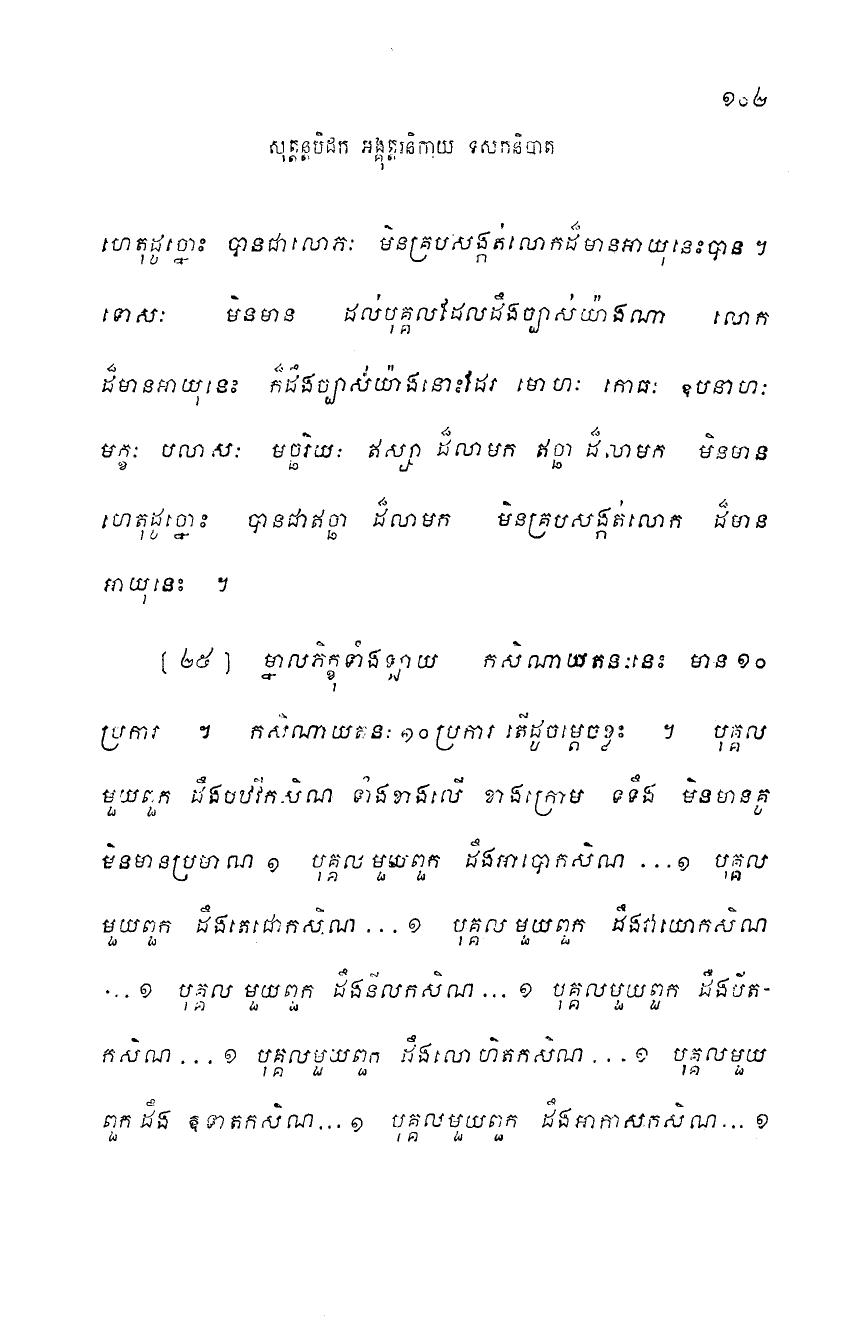 ១០២
សុត្តន្តបិដក អង្គុត្តរនិកាយ ទសកនិបាត
ហេតុដូច្នោះ បានជាលោភៈ មិនគ្របសង្កត់លោកដ៏មានអាយុនេះបាន ។
ទោសៈ មិនមាន ដល់បុគ្គលដែលដឹងច្បាស់យ៉ាងណា លោក
ដ៏មានអាយុនេះ ក៏ដឹងច្បាស់យ៉ាងនោះដែរ មោហៈ កោធៈ ឧបនាហៈ
មក្ខៈ បលាសៈ មច្ឆរិយៈ ឥស្សា ដ៏លាមក ឥច្ឆា ដ៏លាមក មិនមាន
ហេតុដូច្នោះ បានជាឥច្ឆា ដ៏លាមក មិនគ្របសង្កត់លោក ដ៏មាន
អាយុនេះ ។
[ ២៥ ] ម្នាលភិក្ខុទាំងឡាយ កសិណាយតនៈនេះ មាន ១០
ប្រការ ។ កសិណាយតនៈ ១០ ប្រការ តើដូចម្តេចខ្លះ ។ បុគ្គល
មួយពួក ដឹងបឋវីកសិណ ទាំងខាងលើ ខាងក្រោម ទទឹង មិនមានគូ
មិនមានប្រមាណ ១ បុគ្គល មួយពួក ដឹងអាបោកសិណ ...១ បុគ្គល
មួយពួក ដឹងតេជោកសិណ ... ១ បុគ្គល មួយពួក ដឹងវាយោកសិណ
... ១ បុគ្គល មួយពួក ដឹងនីលកសិណ ... ១ បុគ្គលមួយពួក ដឹងបីត-
កសិណ ... ១ បុគ្គលមួយពួក ដឹងលោហិតកសិណ ... ១ បុគ្គលមួយ
ពួក ដឹង ឱទាតកសិណ... ១ បុគ្គលមួយពួក ដឹងអាកាសកសិណ... ១